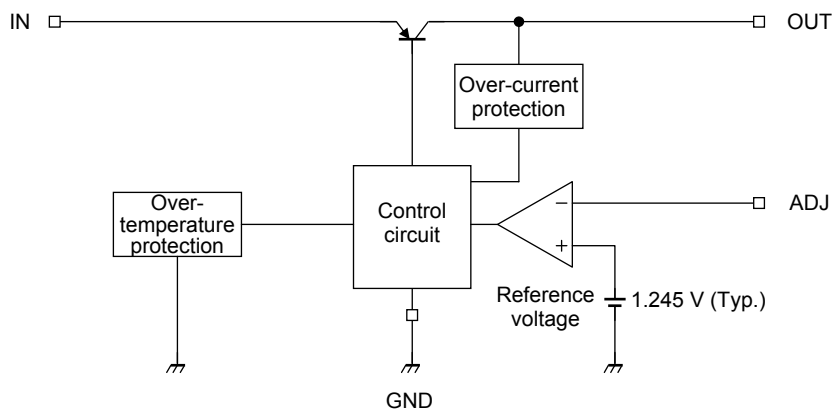 IN
OUT
Over-current
protection
Over-
temperature
protection
Control
circuit
−
+
ADJ
Reference
voltage
1.245 V (Typ.)
GND